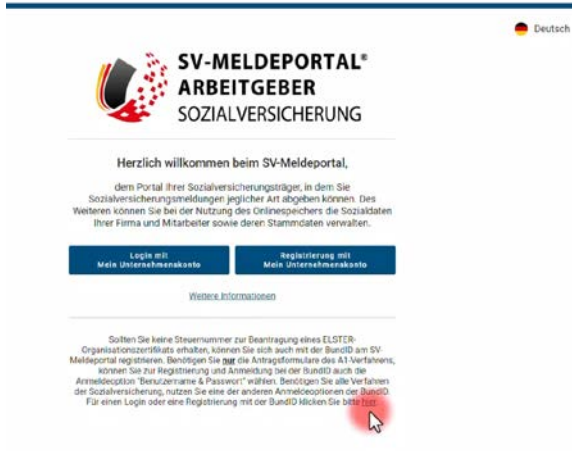 Deutsch
SV-MELDEPORTAL®
ARBEITGEBER
SOZIALVERSICHERUNG
Herzlich willkommen beim SV-Meldeportal,
dem Portal Ihrer Sozialversicherungsträger, in dem Sie
Sozialversicherungsmeldungen jeglicher Art abgeben können. Des
Weiteren können Sie bei der Nutzung des Onlinespeichers die Sozialdaten
Ihrer Firma und Mitarbeiter sowie deren Stammdaten verwalten.
Login mit
Mein Unternehmenskonto
Registrierung mit
Mein Unternehmenskonto
Weitere Informationen
Sollten Sie keine Steuernummer zur Beantragung eines ELSTER-
Organisationszertifikats erhalten, können Sie sich auch mit der BundID am SV-
Meldeportal registrieren. Benötigen Sie nur die Antragsformulare des A1-Verfahrens,
können Sie zur Registrierung und Anmeldung bei der BundID auch die
Anmeldeoption "Benutzername & Passwort" wählen. Benötigen Sie alle Verfahren
der Sozialversicherung, nutzen Sie eine der anderen Anmeldeoptionen der BundID.
Für einen Login oder eine Registrierung mit der BundID klicken Sie bitte hier.